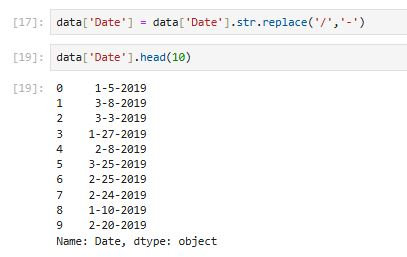 [17]: data['Date'] = data['Date'].str.replace('/','-')
[19]: data['Date'].head(10)
[19]: 0 1-5-2019
1 3-8-2019
2 3-3-2019
3 1-27-2019
4 2-8-2019
5 3-25-2019
6 2-25-2019
7 2-24-2019
8 1-10-2019
9 2-20-2019
Name: Date, dtype: object